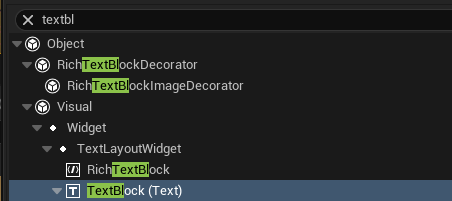 textbl
Object
RichTextBlockDecorator
RichTextBlockImageDecorator
Visual
Widget
TextLayoutWidget
RichTextBlock
TextBlock (Text)